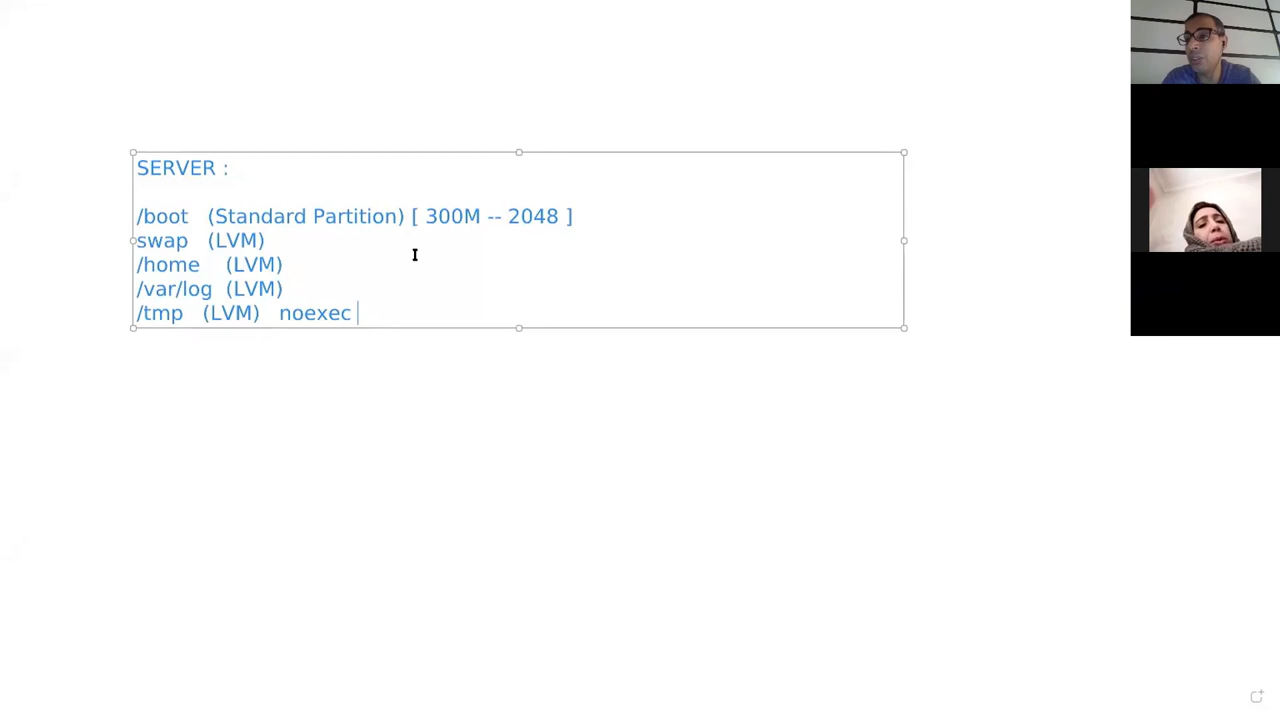 SERVER :
/boot (Standard Partition) [ 300M -- 2048 ]
swap (LVM)
/home (LVM)
/var/log (LVM)
/tmp (LVM) noexec